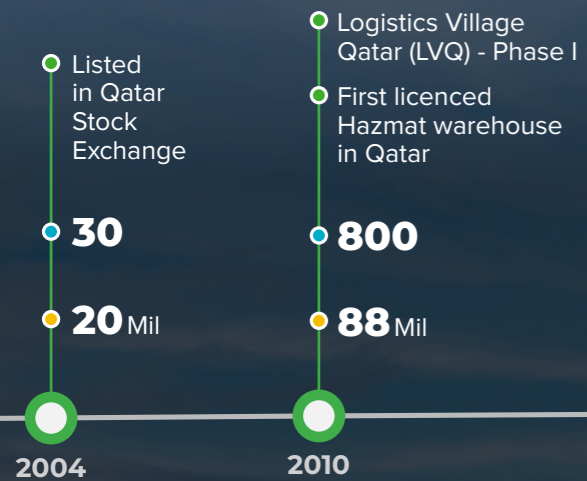 Listed
in Qatar
Stock
Exchange
30
20 Mil
2004
Logistics Village
Qatar (LVQ) - Phase I
First licenced
Hazmat warehouse
in Qatar
800
88 Mil
2010